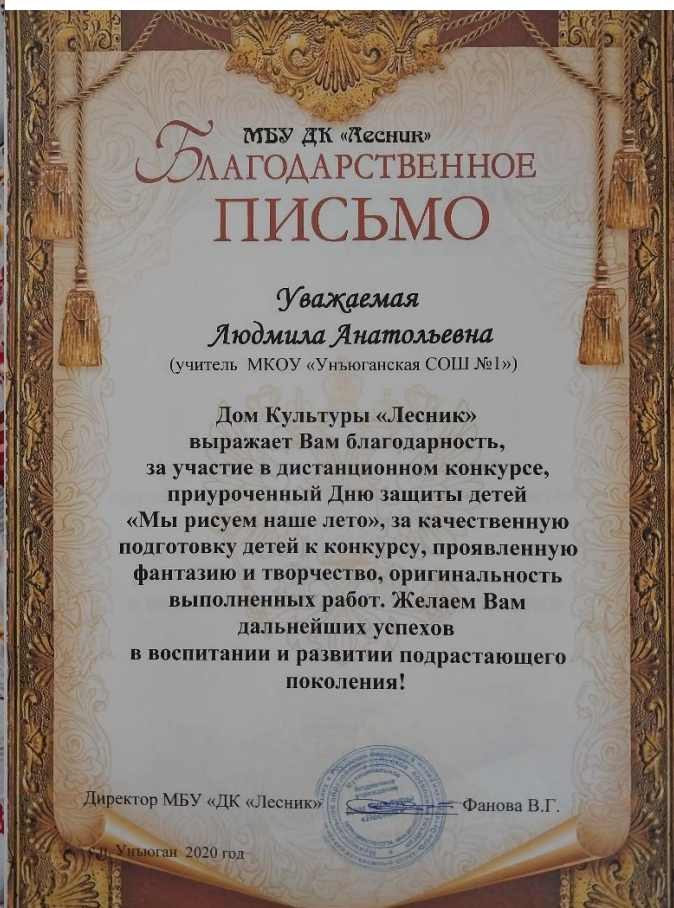 МБУ ДК «Лесник»
БЛАГОДАРСТВЕННОЕ
ПИСЬМО
Уважаемая
Людмила Анатольевна
(учитель МКОУ «Унъюганская СОШ №1»)
Дом Культуры «Лесник»
выражает Вам благодарность,
за участие в дистанционном конкурсе,
приуроченный Дню защиты детей
«Мы рисуем наше лето», за качественную
подготовку детей к конкурсу, проявленную
фантазию и творчество, оригинальность
выполненных работ. Желаем Вам
дальнейших успехов
в воспитании и развитии подрастающего
поколения!
Директор МБУ «ДК «Лесник» Фанова В.Г.
с.п. Унъюган 2020 год